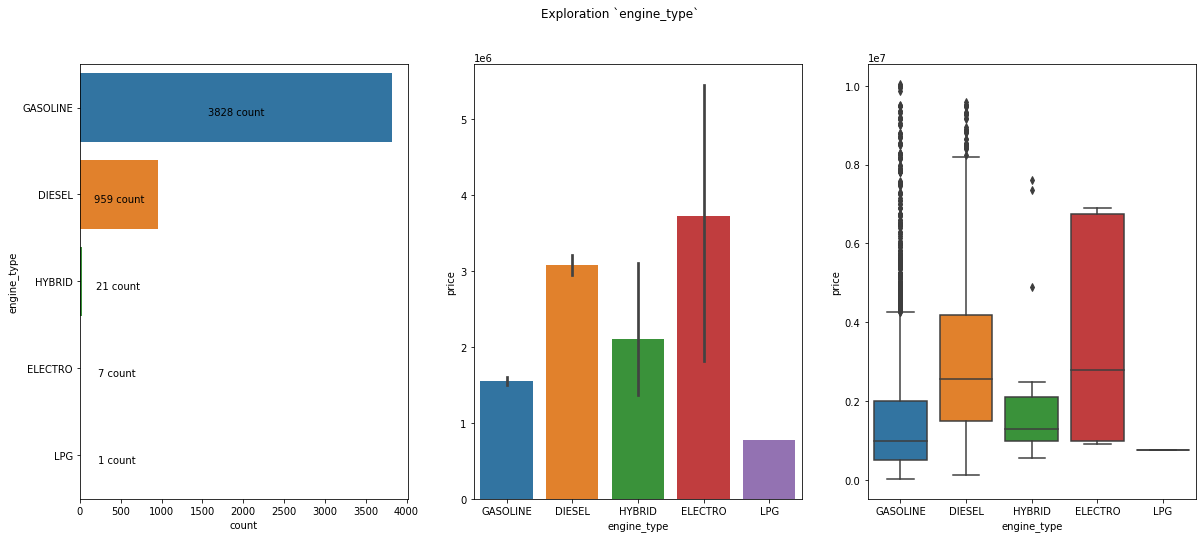 Exploration `engine_type`
GASOLINE
DIESEL
HYBRID
ELECTRO
LPG
engine_type
3828 count
959 count
21 count
7 count
1 count
0 500 1000 1500 2000 2500 3000 3500 4000
count
1e6
5
4
3
2
1
0
price
GASOLINE DIESEL HYBRID ELECTRO LPG
engine_type
1e7
1.0
0.8
0.6
0.4
0.2
0.0
price
GASOLINE DIESEL HYBRID ELECTRO LPG
engine_type